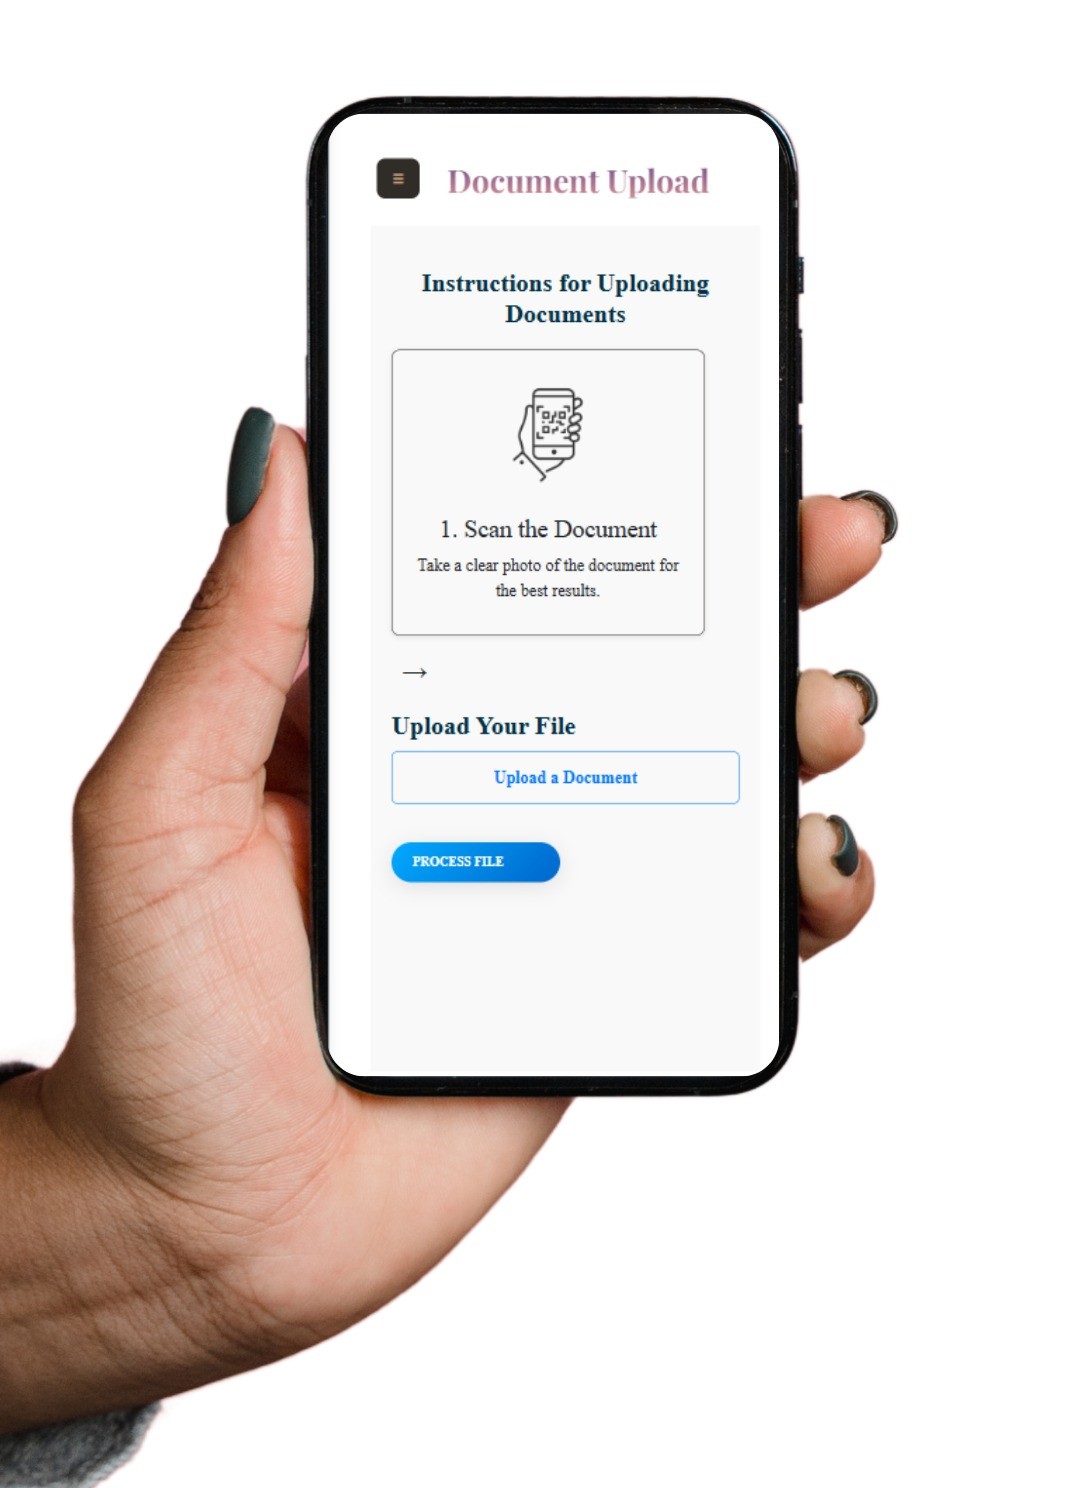 Document Upload
Instructions for Uploading
Documents
1. Scan the Document
Take a clear photo of the document for
the best results.
→
Upload Your File
Upload a Document
PROCESS FILE